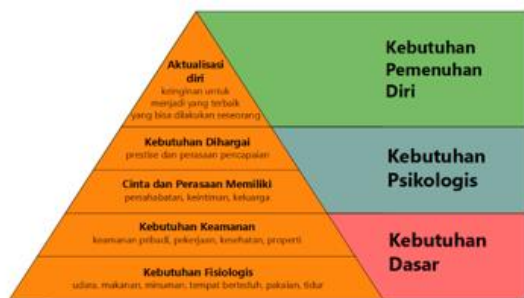 Aktualisasi
diri
keinginan untuk
menjadi yang terbaik
yang bisa dilakukan seseorang
Kebutuhan Dihargai
prestise dan perasaan pencapaian
Cinta dan Perasaan Memiliki
persahabatan, keintiman, keluarga
Kebutuhan Keamanan
keamanan pribadi, pekerjaan, kesehatan, properti
Kebutuhan Fisiologis
udara, makanan, minuman, tempat berteduh, pakaian, tidur
Kebutuhan
Pemenuhan
Diri
Kebutuhan
Psikologis
Kebutuhan
Dasar